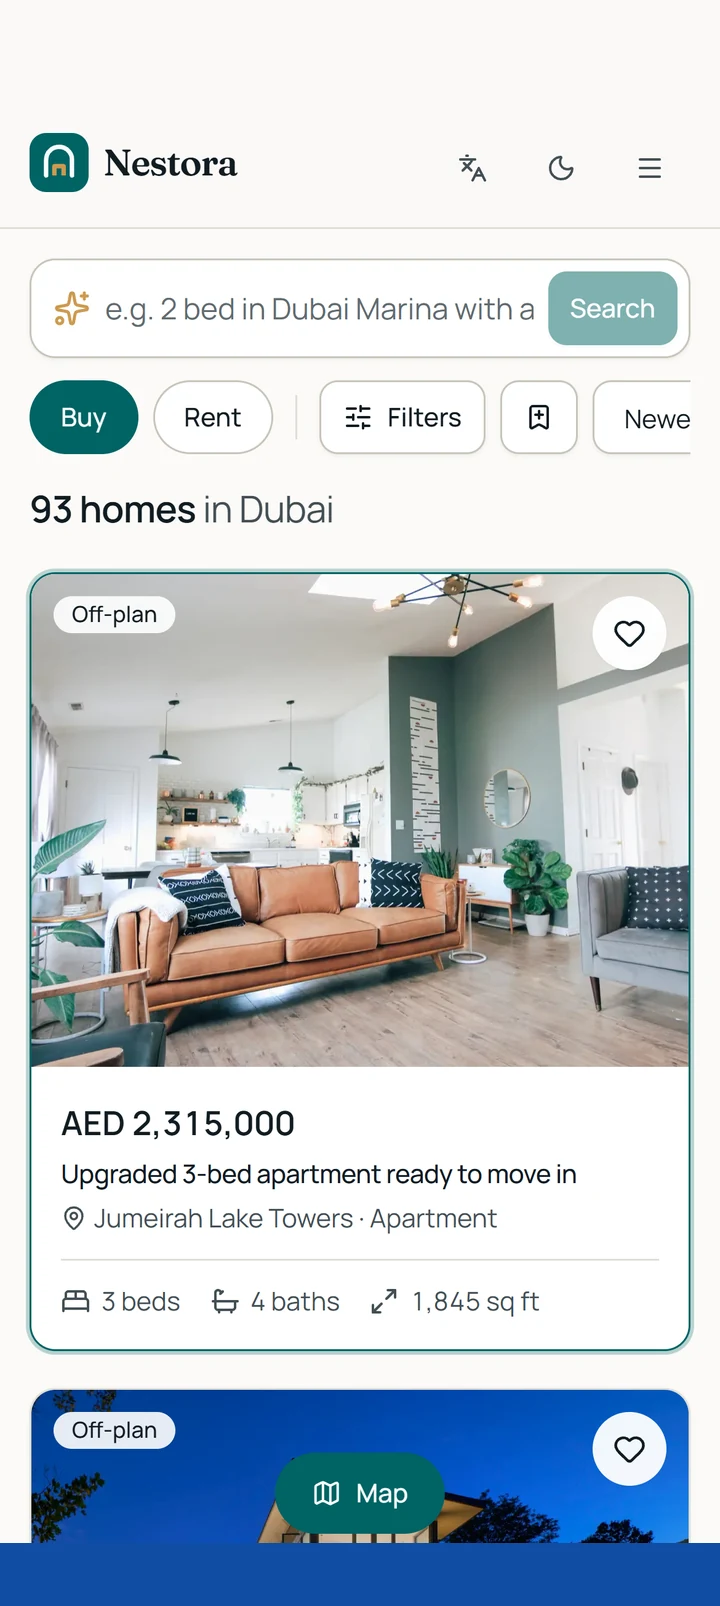 Nestora
e.g. 2 bed in Dubai Marina with a
Search
Buy
Rent
Filters
Newe
93 homes in Dubai
Off-plan
AED 2,315,000
Upgraded 3-bed apartment ready to move in
Jumeirah Lake Towers · Apartment
3 beds
4 baths
1,845 sq ft
Off-plan
Map